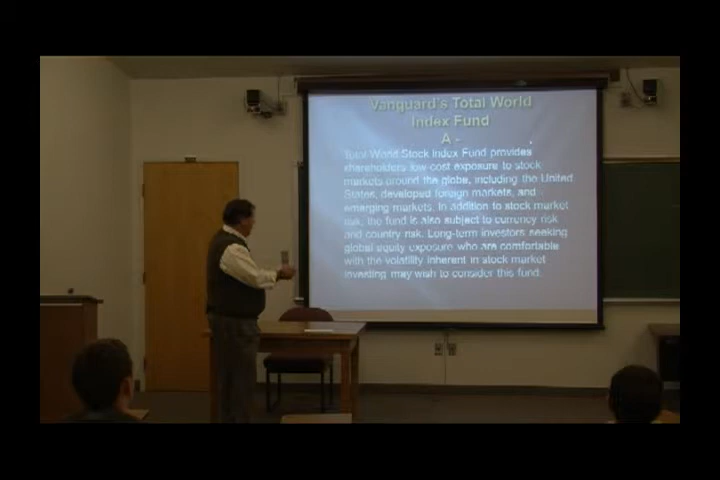 Vanguard's Total World
Index Fund
A -
Total World Stock Index Fund provides
shareholders low cost exposure to stock
markets around the globe, including the United
States, developed foreign markets, and
emerging markets. In addition to stock market
risk, the fund is also subject to currency risk
and country risk. Long-term investors seeking
global equity exposure who are comfortable
with the volatility inherent in stock market
investing may wish to consider this fund.